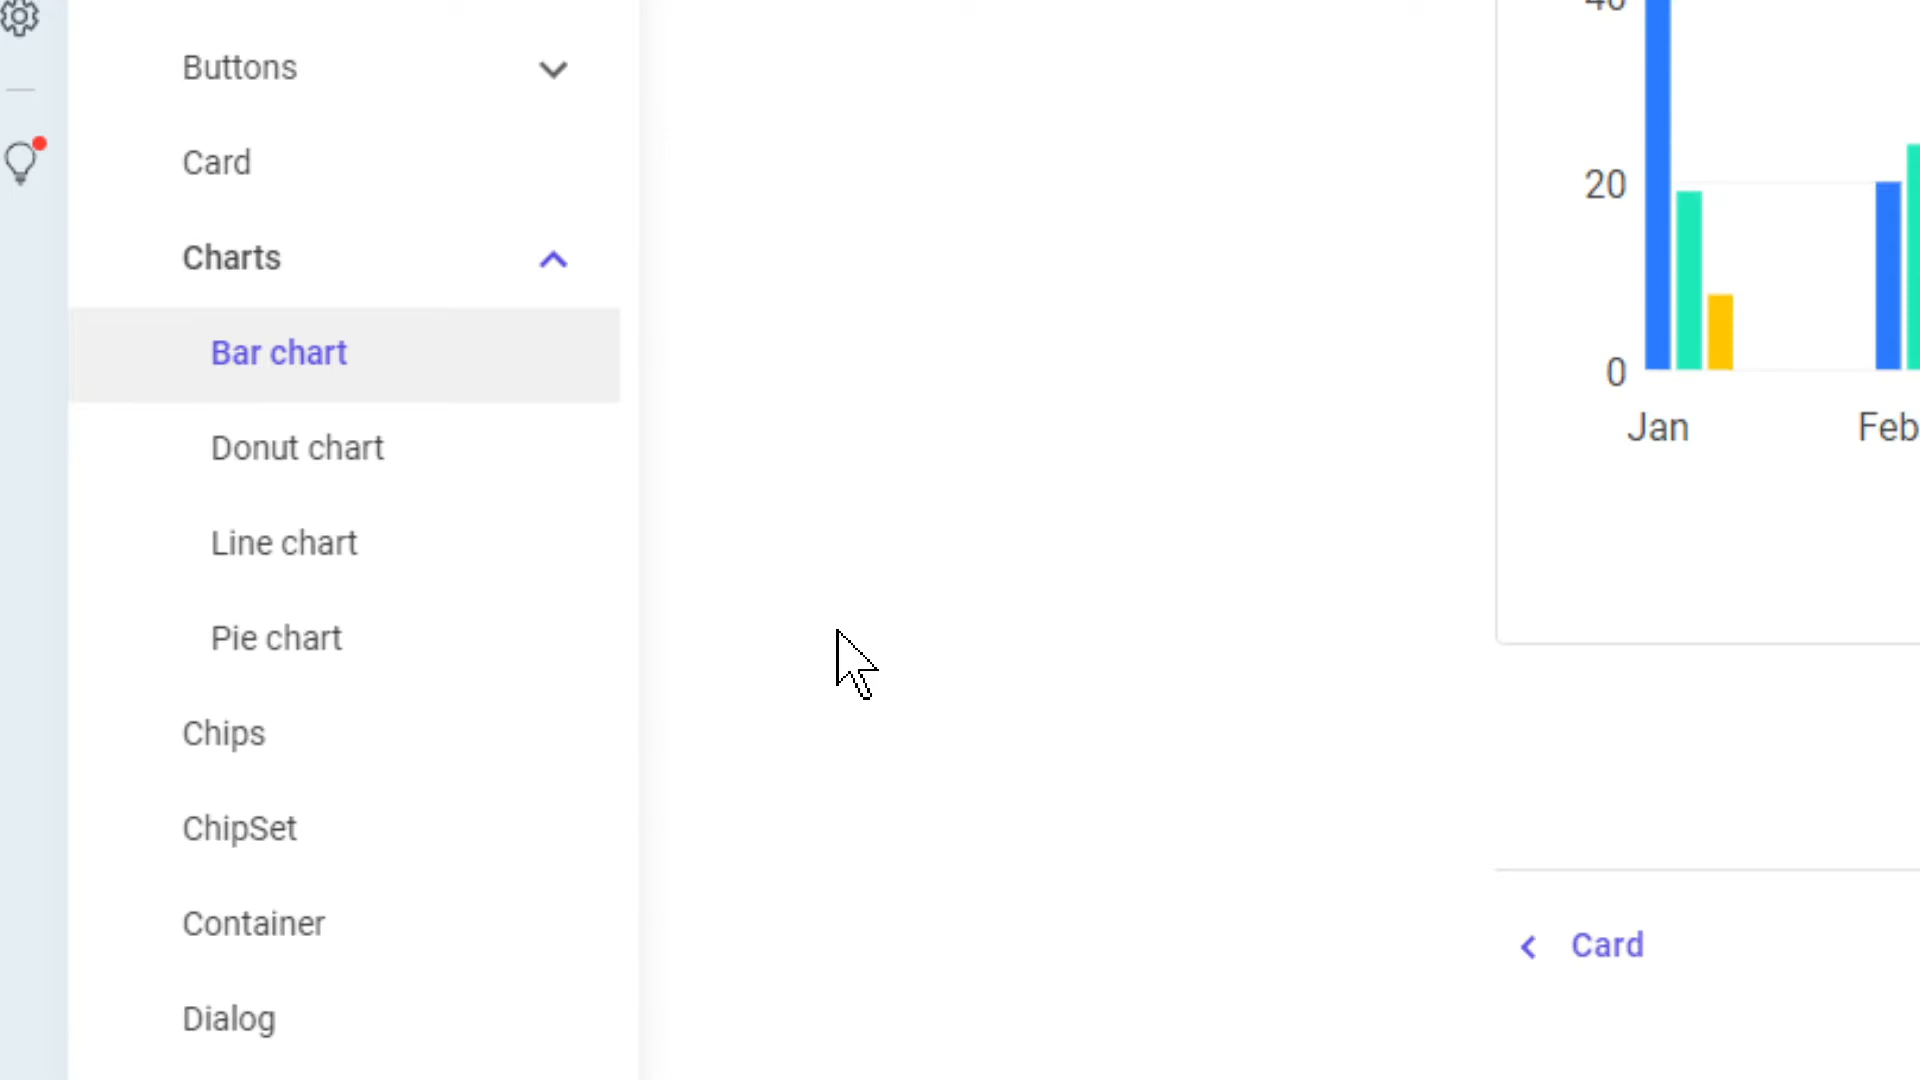 Buttons
Card
Charts
Bar chart
Donut chart
Line chart
Pie chart
Chips
ChipSet
Container
Dialog
20
0
Jan
Feb
Card